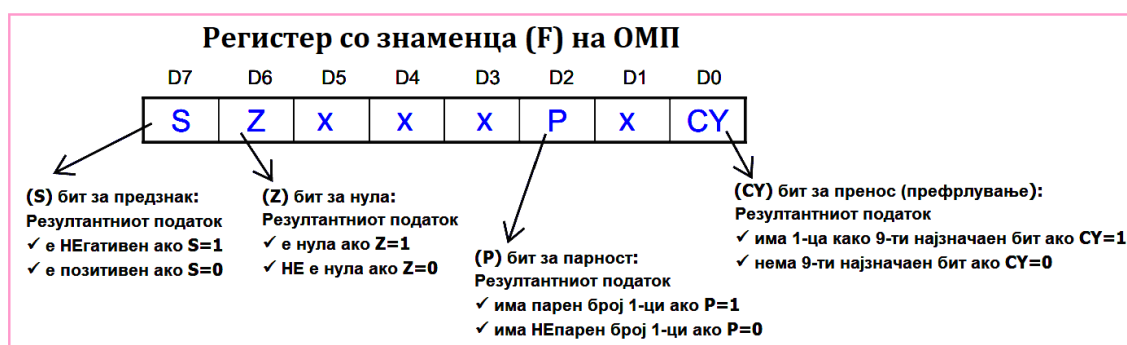 Регистер со знаменца (F) на ОМП
D7 D6 D5 D4 D3 D2 D1 D0
S Z x x x P x CY
(S) бит за предзнак:
Резултантниот податок
✓ е НЕгативен ако S=1
✓ е позитивен ако S=0
(Z) бит за нула:
Резултантниот податок
✓ е нула ако Z=1
✓ НЕ е нула ако Z=0
(P) бит за парност:
Резултантниот податок
✓ има парен број 1-ци ако P=1
✓ има НЕпарен број 1-ци ако P=0
(CY) бит за пренос (префрлување):
Резултантниот податок
✓ има 1-ца како 9-ти најзначаен бит ако CY=1
✓ нема 9-ти најзначаен бит ако CY=0